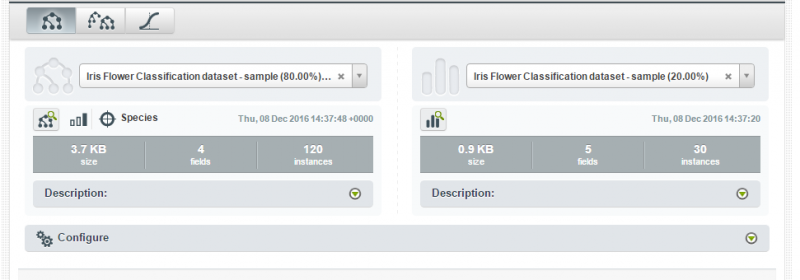 Iris Flower Classification dataset - sample (80.00%)... ×
Iris Flower Classification dataset - sample (20.00%) ×
Species
Thu, 08 Dec 2016 14:37:48 +0000
Thu, 08 Dec 2016 14:37:20
3.7 KB 4 120
size fields instances
0.9 KB 5 30
size fields instances
Description:
Description:
Configure